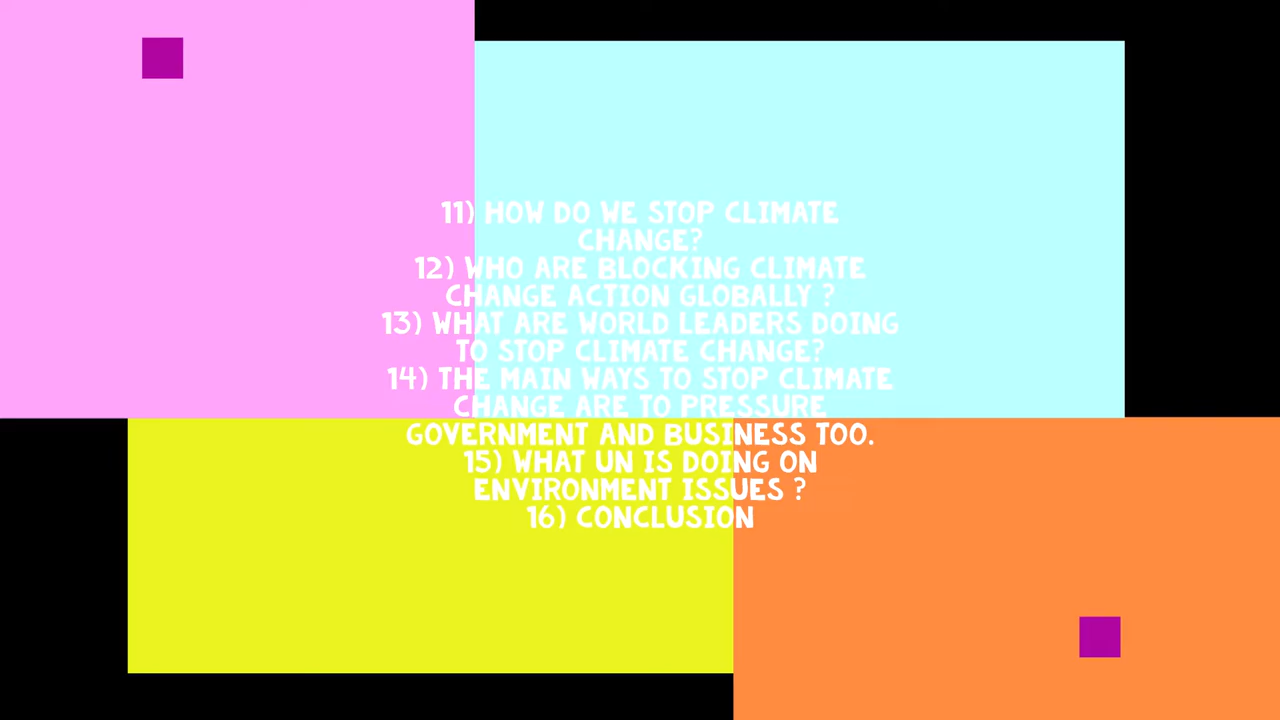 11) HOW DO WE STOP CLIMATE
CHANGE?
12) WHO ARE BLOCKING CLIMATE
CHANGE ACTION GLOBALLY ?
13) WHAT ARE WORLD LEADERS DOING
TO STOP CLIMATE CHANGE?
14) THE MAIN WAYS TO STOP CLIMATE
CHANGE ARE TO PRESSURE
GOVERNMENT AND BUSINESS TOO.
15) WHAT UN IS DOING ON
ENVIRONMENT ISSUES ?
16) CONCLUSION